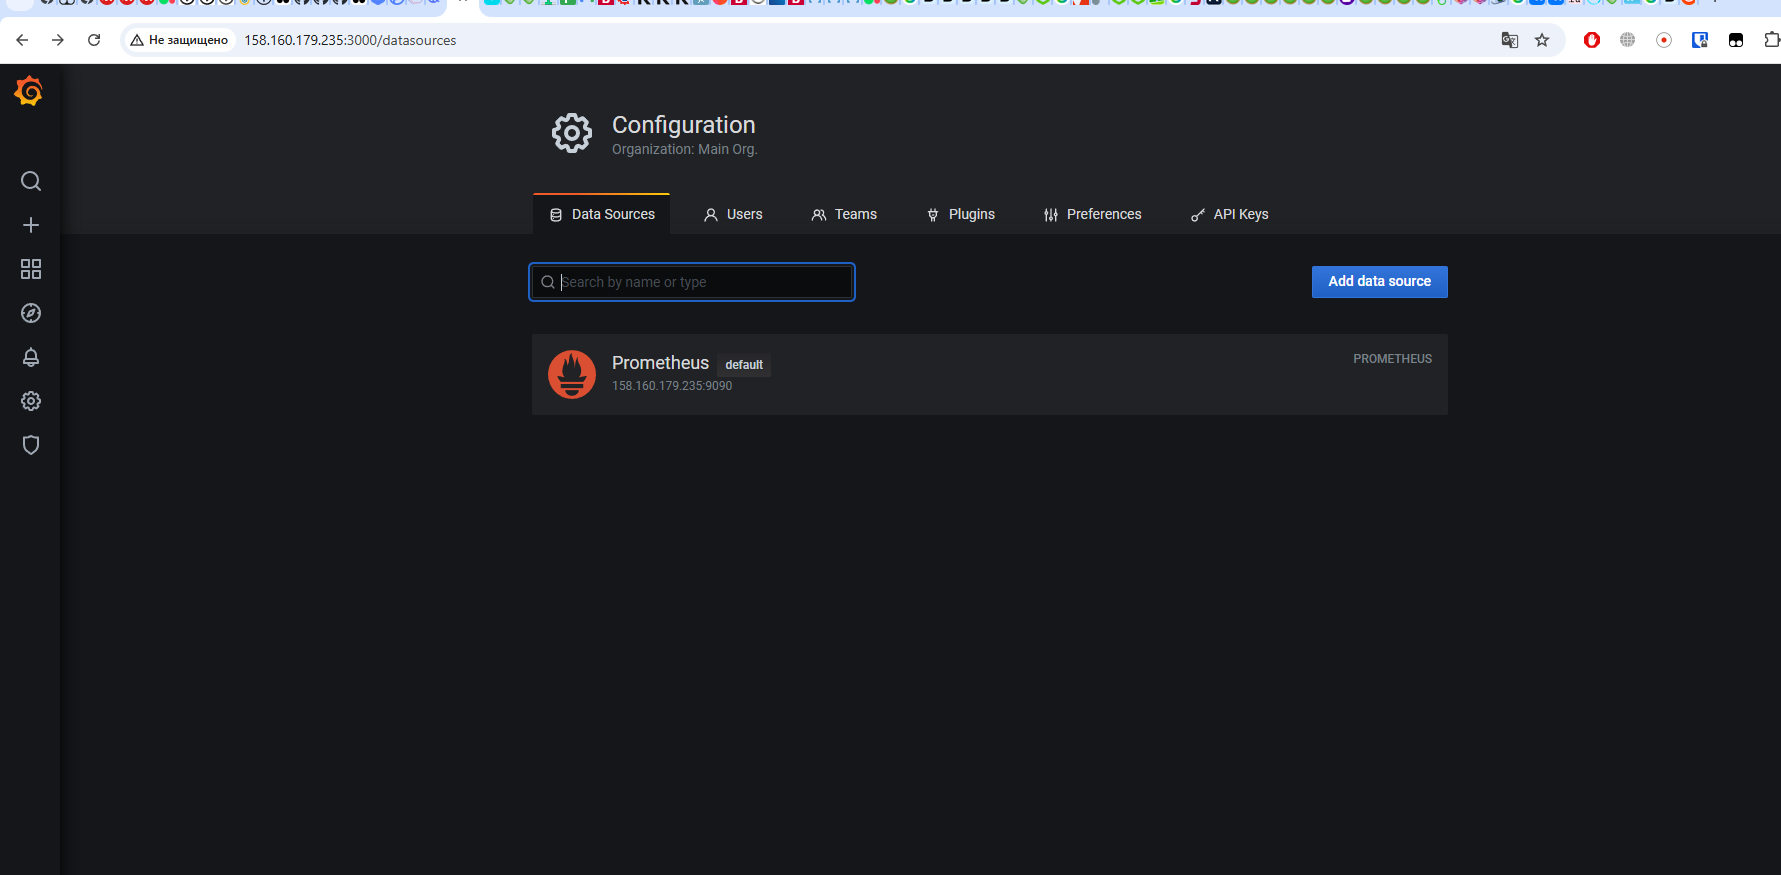 Не защищено
158.160.179.235:3000/datasources
Configuration
Organization: Main Org.
Data Sources
Users
Teams
Plugins
Preferences
API Keys
Search by name or type
Add data source
Prometheus default
PROMETHEUS
158.160.179.235:9090